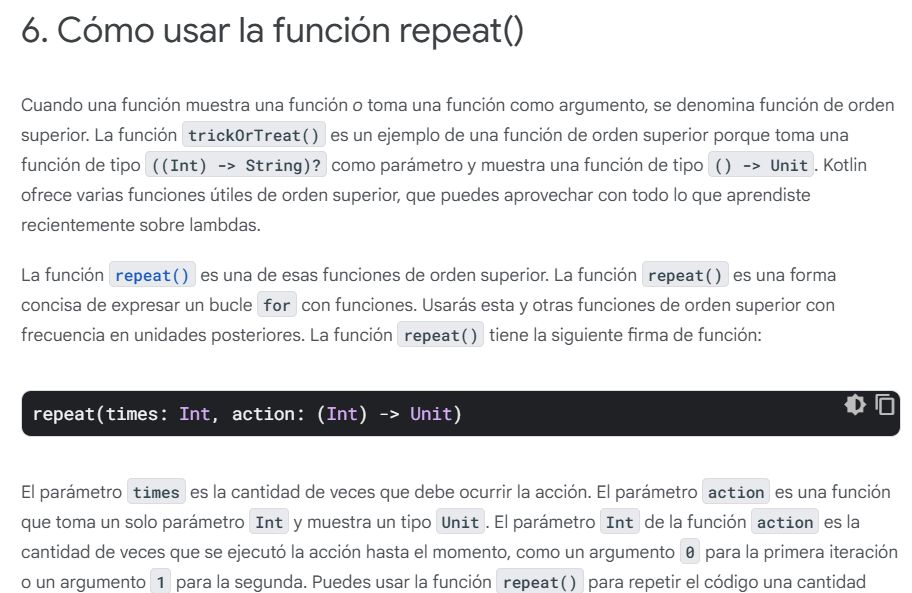 6. Cómo usar la función repeat()
Cuando una función muestra una función o toma una función como argumento, se denomina función de orden
superior. La función trickOrTreat() es un ejemplo de una función de orden superior porque toma una
función de tipo ((Int) -> String)? como parámetro y muestra una función de tipo () -> Unit. Kotlin
ofrece varias funciones útiles de orden superior, que puedes aprovechar con todo lo que aprendiste
recientemente sobre lambdas.
La función repeat() es una de esas funciones de orden superior. La función repeat() es una forma
concisa de expresar un bucle for con funciones. Usarás esta y otras funciones de orden superior con
frecuencia en unidades posteriores. La función repeat() tiene la siguiente firma de función:
repeat(times: Int, action: (Int) -> Unit)
El parámetro times es la cantidad de veces que debe ocurrir la acción. El parámetro action es una función
que toma un solo parámetro Int y muestra un tipo Unit. El parámetro Int de la función action es la
cantidad de veces que se ejecutó la acción hasta el momento, como un argumento 0 para la primera iteración
o un argumento 1 para la segunda. Puedes usar la función repeat() para repetir el código una cantidad